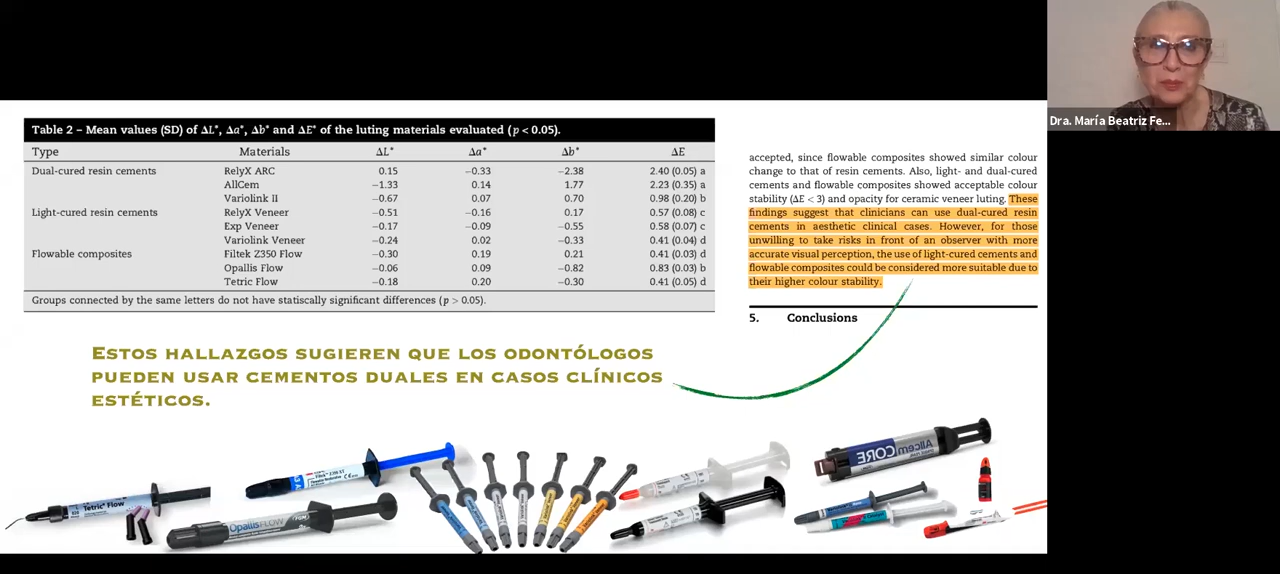 Dra. María Beatriz Fe...
Table 2 – Mean values (SD) of ΔL*, Δa*, Δb* and ΔE* of the luting materials evaluated (p < 0.05).
Type Materials ΔL* Δa* Δb* ΔE
Dual-cured resin cements RelyX ARC 0.15 −0.33 −2.38 2.40 (0.05) a
AllCem −1.33 0.14 1.77 2.23 (0.35) a
Variolink II −0.67 0.07 0.70 0.98 (0.20) b
Light-cured resin cements RelyX Veneer −0.51 −0.16 0.17 0.57 (0.08) c
Exp Veneer −0.17 −0.09 −0.55 0.58 (0.07) c
Variolink Veneer −0.24 0.02 −0.33 0.41 (0.04) d
Flowable composites Filtek Z350 Flow −0.30 0.19 0.21 0.41 (0.03) d
Opallis Flow −0.06 0.09 −0.82 0.83 (0.03) b
Tetric Flow −0.18 0.20 −0.30 0.41 (0.05) d
Groups connected by the same letters do not have statiscally significant differences (p > 0.05).
accepted, since flowable composites showed similar colour
change to that of resin cements. Also, light- and dual-cured
cements and flowable composites showed acceptable colour
stability (ΔE < 3) and opacity for ceramic veneer luting. These
findings suggest that clinicians can use dual-cured resin
cements in aesthetic clinical cases. However, for those
unwilling to take risks in front of an observer with more
accurate visual perception, the use of light-cured cements and
flowable composites could be considered more suitable due to
their higher colour stability.
5. Conclusions
ESTOS HALLAZGOS SUGIEREN QUE LOS ODONTÓLOGOS
PUEDEN USAR CEMENTOS DUALES EN CASOS CLÍNICOS
ESTÉTICOS.
Tetric® Flow
Opallis FLOW
Allcem CORE